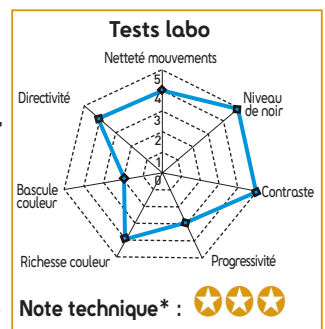 Tests labo
Netteté mouvements
5
4
3
2
1
0
Directivité
Niveau
de noir
Bascule
couleur
Contraste
Richesse couleur
Progressivité
Note technique* :